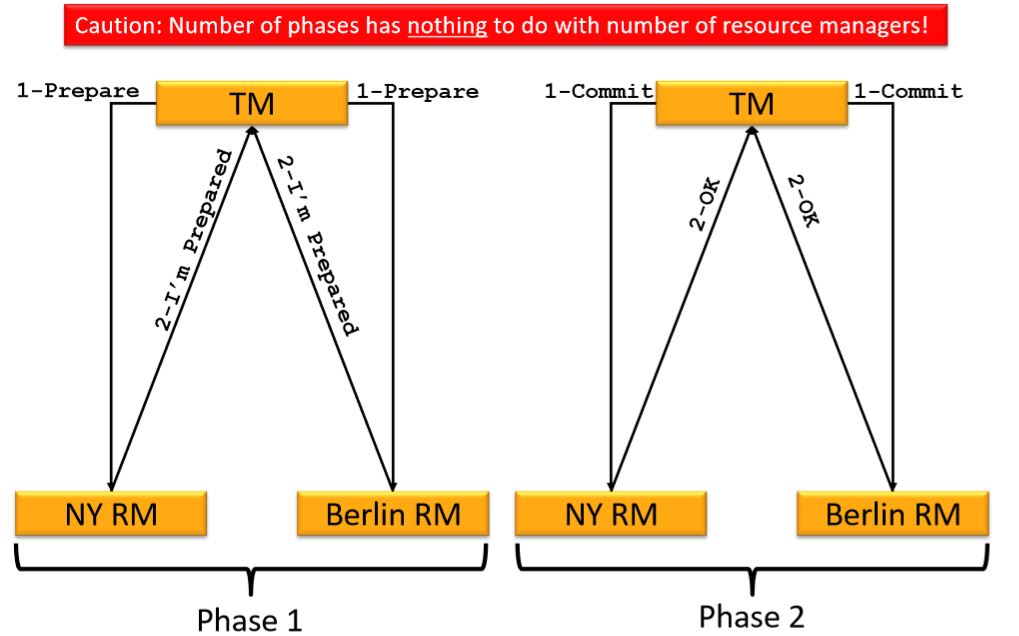 Caution: Number of phases has nothing to do with number of resource managers!
1-Prepare
TM
1-Prepare
2-I'm Prepared
2-I'm Prepared
NY RM
Berlin RM
Phase 1
1-Commit
TM
1-Commit
2-OK
2-OK
NY RM
Berlin RM
Phase 2